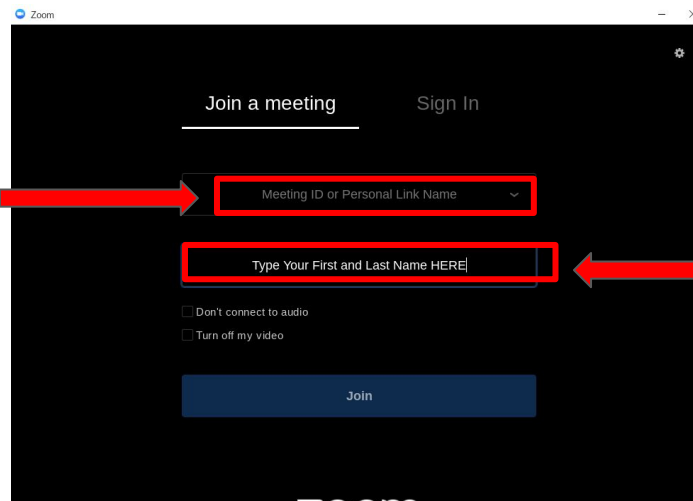 Zoom
Join a meeting
Sign In
Meeting ID or Personal Link Name
Type Your First and Last Name HERE
Don't connect to audio
Turn off my video
Join
zoom